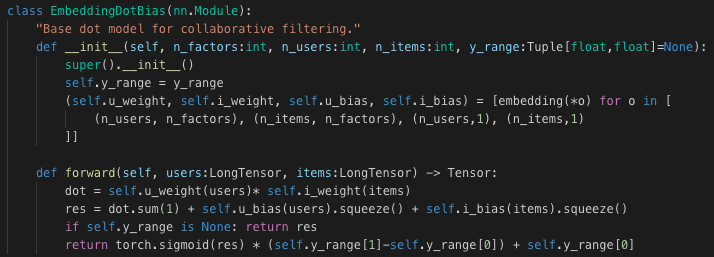 class EmbeddingDotBias(nn.Module):
    "Base dot model for collaborative filtering."
    def __init__(self, n_factors:int, n_users:int, n_items:int, y_range:Tuple[float,float]=None):
        super().__init__()
        self.y_range = y_range
        (self.u_weight, self.i_weight, self.u_bias, self.i_bias) = [embedding(*o) for o in [
            (n_users, n_factors), (n_items, n_factors), (n_users,1), (n_items,1)
        ]]
    def forward(self, users:LongTensor, items:LongTensor) -> Tensor:
        dot = self.u_weight(users)* self.i_weight(items)
        res = dot.sum(1) + self.u_bias(users).squeeze() + self.i_bias(items).squeeze()
        if self.y_range is None: return res
        return torch.sigmoid(res) * (self.y_range[1]-self.y_range[0]) + self.y_range[0]